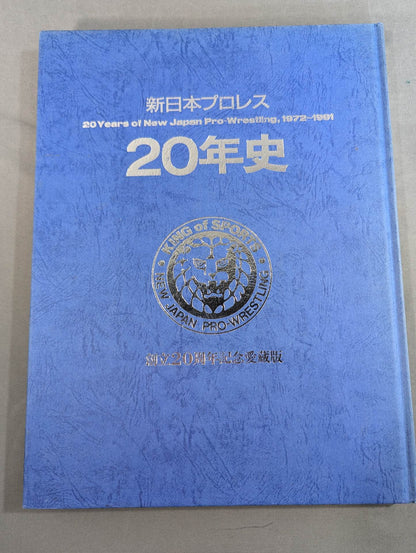 新日本プロレス
20 Years of New Japan Pro-Wrestling, 1972-1991
20年史
KING of SPORTS
NEW JAPAN PRO-WRESTLING
創立20周年記念愛蔵版